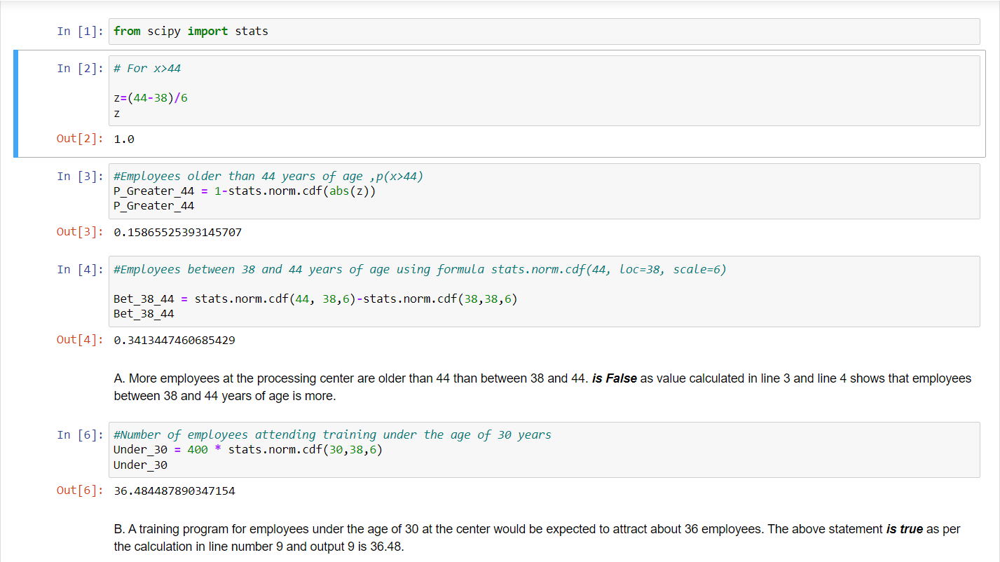 In [1]: from scipy import stats
In [2]: # For x>44
z=(44-38)/6
z
Out[2]: 1.0
In [3]: #Employees older than 44 years of age ,p(x>44)
P_Greater_44 = 1-stats.norm.cdf(abs(z))
P_Greater_44
Out[3]: 0.15865525393145707
In [4]: #Employees between 38 and 44 years of age using formula stats.norm.cdf(44, loc=38, scale=6)
Bet_38_44 = stats.norm.cdf(44, 38,6)-stats.norm.cdf(38,38,6)
Bet_38_44
Out[4]: 0.3413447460685429
A. More employees at the processing center are older than 44 than between 38 and 44. is False as value calculated in line 3 and line 4 shows that employees
between 38 and 44 years of age is more.
In [6]: #Number of employees attending training under the age of 30 years
Under_30 = 400 * stats.norm.cdf(30,38,6)
Under_30
Out[6]: 36.484487890347154
B. A training program for employees under the age of 30 at the center would be expected to attract about 36 employees. The above statement is true as per
the calculation in line number 9 and output 9 is 36.48.